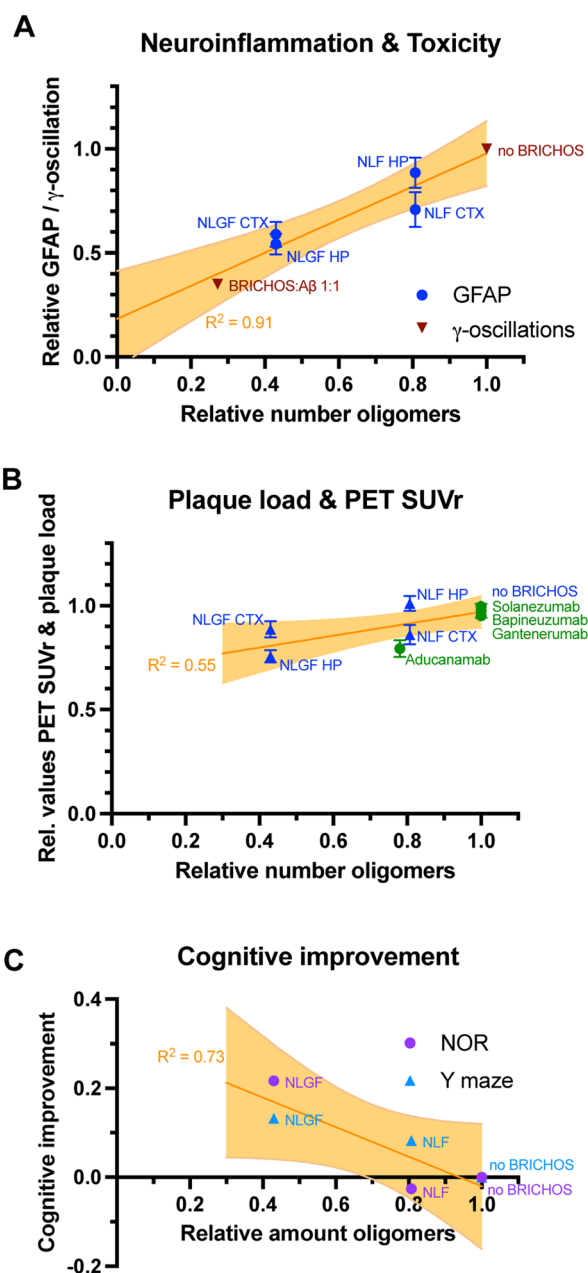 A
Neuroinflammation & Toxicity
Relative GFAP / γ-oscillation
1.0
0.5
0.0
NLF HP
no BRICHOS
NLGF CTX
NLF CTX
NLGF HP
BRICHOS:Aβ 1:1
R² = 0.91
GFAP
γ-oscillations
0.0 0.2 0.4 0.6 0.8 1.0
Relative number oligomers
B
Plaque load & PET SUVr
Rel. values PET SUVr & plaque load
1.0
0.5
0.0
NLF HP
no BRICHOS
Solanezumab
NLGF CTX
Bapineuzumab
NLF CTX
Gantenerumab
R² = 0.55
NLGF HP
Aducanamab
0.0 0.2 0.4 0.6 0.8 1.0
Relative number oligomers
C
Cognitive improvement
Cognitive improvement
0.4
0.2
0.0
-0.2
R² = 0.73
NOR
Y maze
NLGF
NLGF
NLF
no BRICHOS
NLF
no BRICHOS
0.2 0.4 0.6 0.8 1.0
Relative amount oligomers